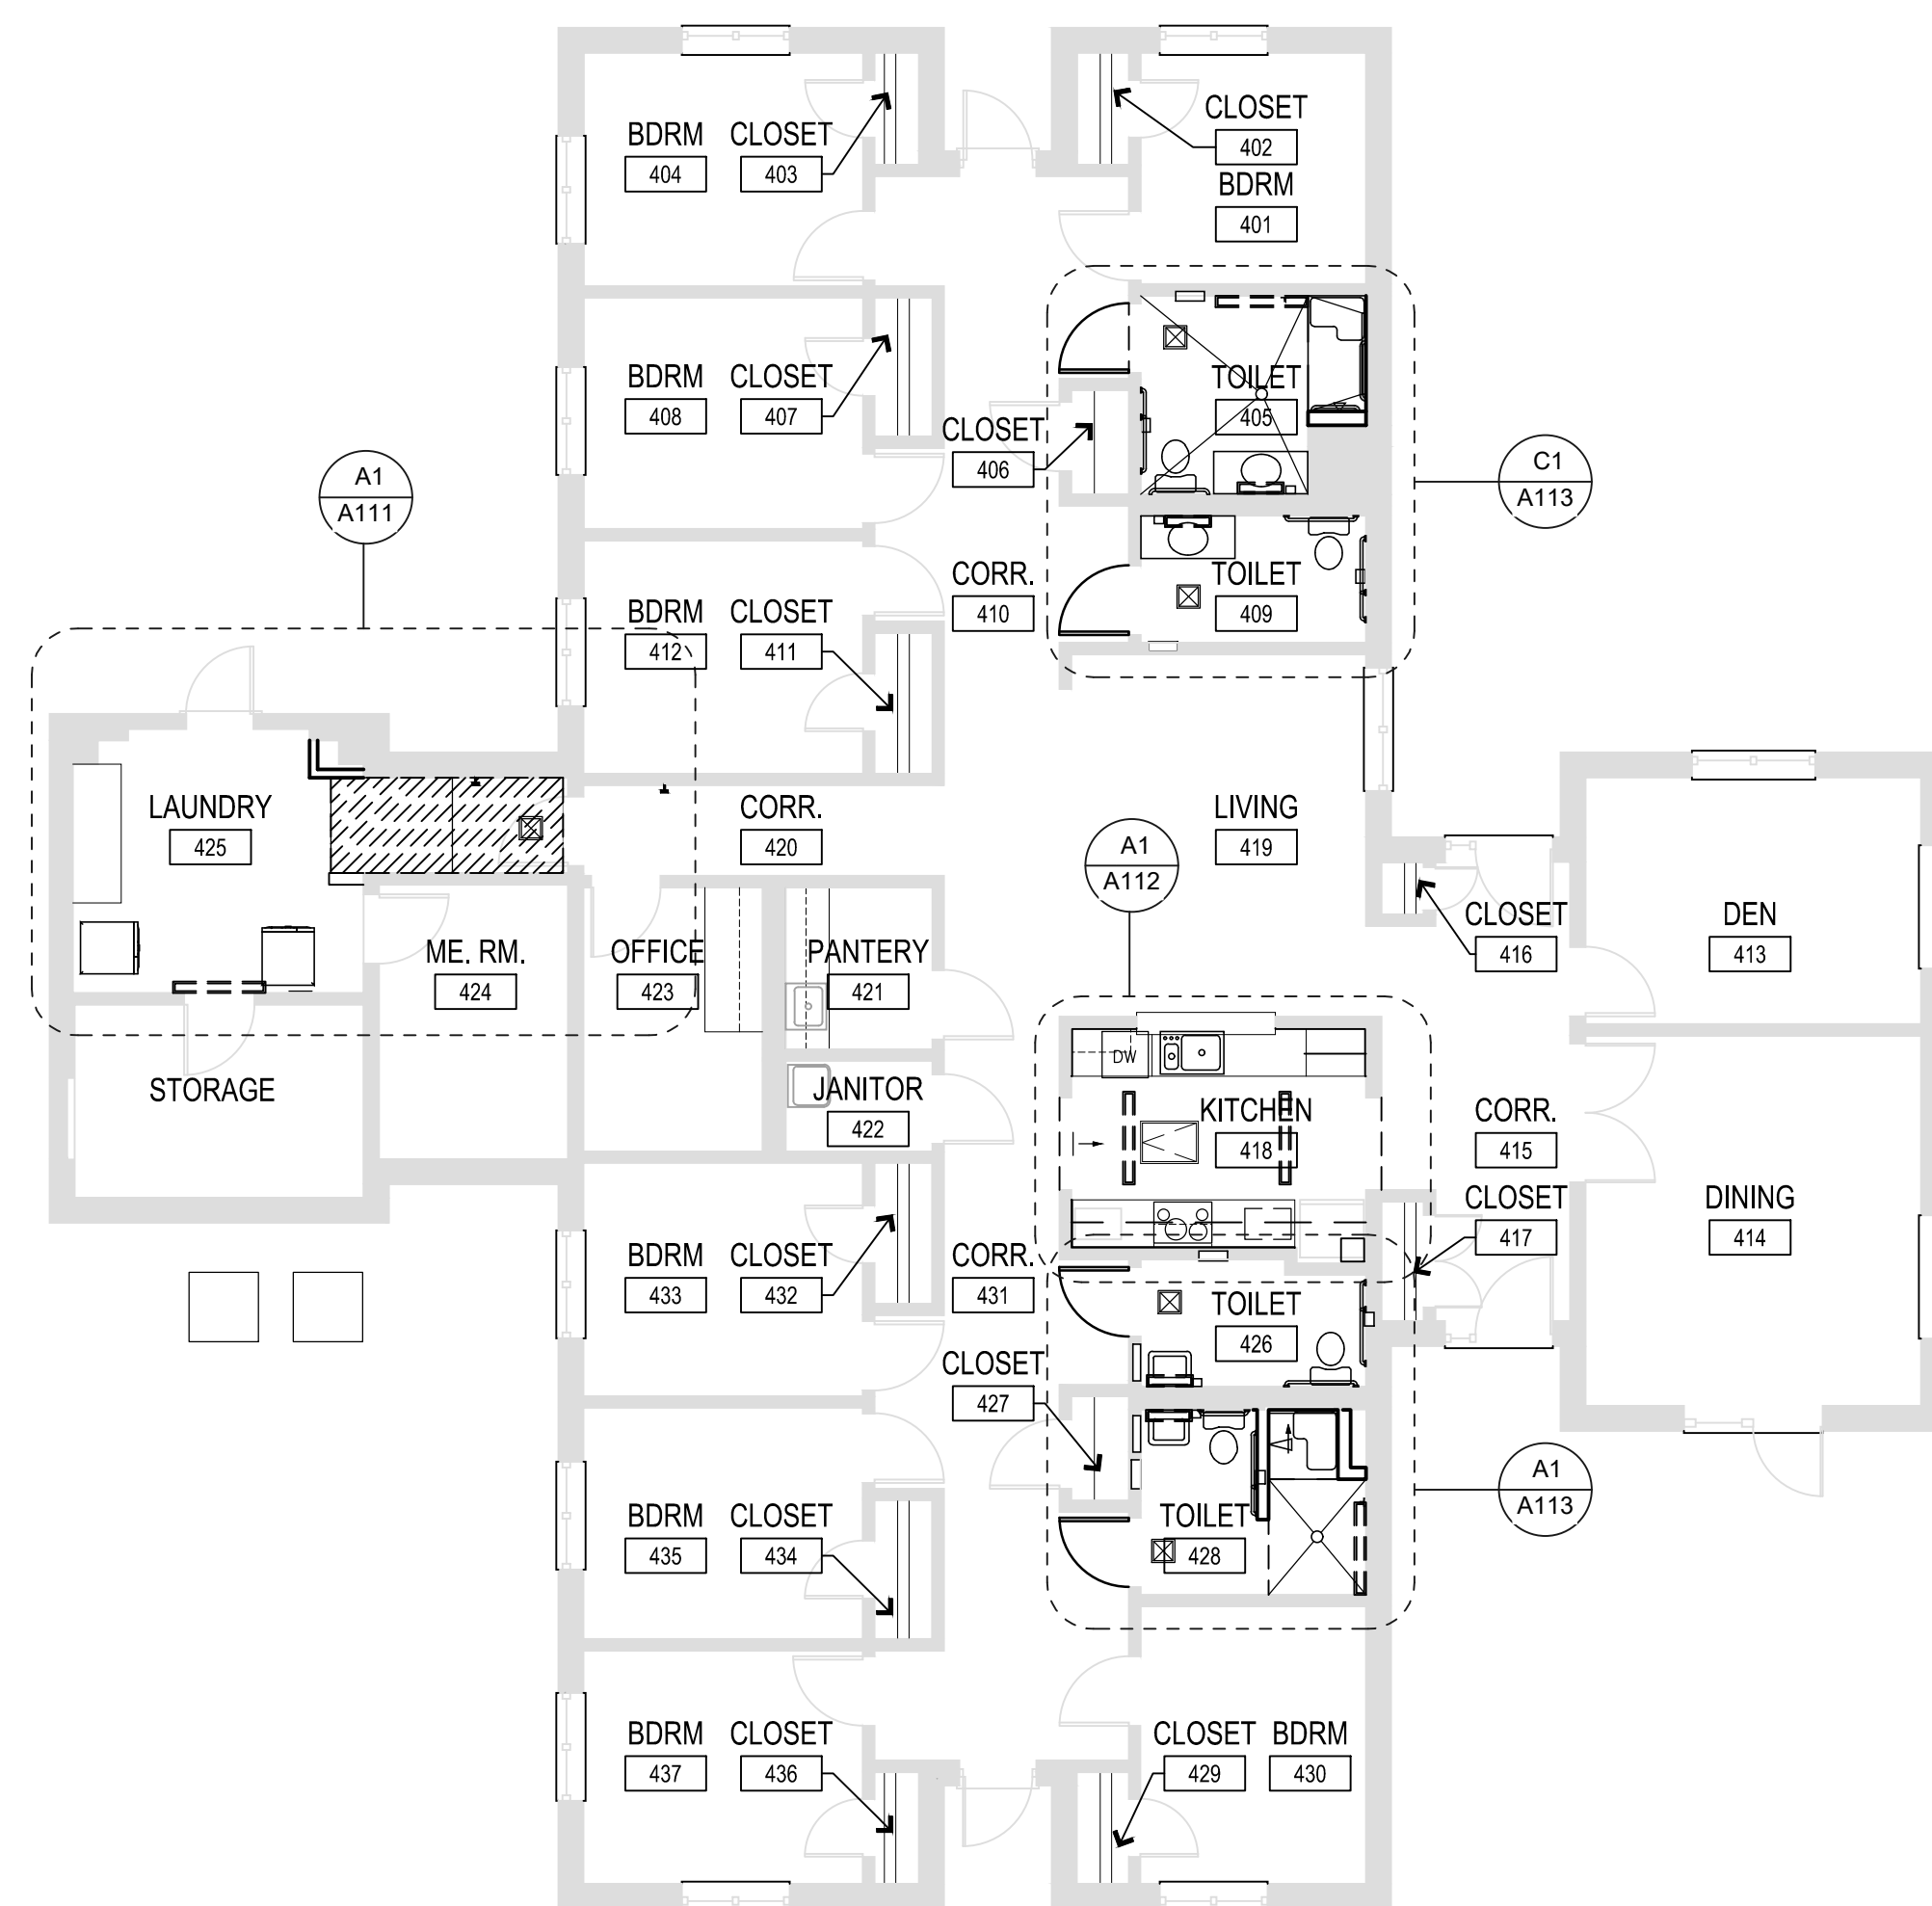 CLOSET
402
BDRM
401
BDRM
404
CLOSET
403
BDRM
408
CLOSET
407
TOILET
405
CLOSET
406
C1
A113
A1
A111
BDRM
412
CLOSET
411
CORR.
410
TOILET
409
LAUNDRY
425
CORR.
420
LIVING
419
A1
A112
CLOSET
416
DEN
413
ME. RM.
424
OFFICE
423
PANTERY
421
STORAGE
JANITOR
422
DW
KITCHEN
418
CORR.
415
CLOSET
417
DINING
414
BDRM
433
CLOSET
432
CORR.
431
TOILET
426
CLOSET
427
BDRM
435
CLOSET
434
TOILET
428
A1
A113
BDRM
437
CLOSET
436
CLOSET
429
BDRM
430